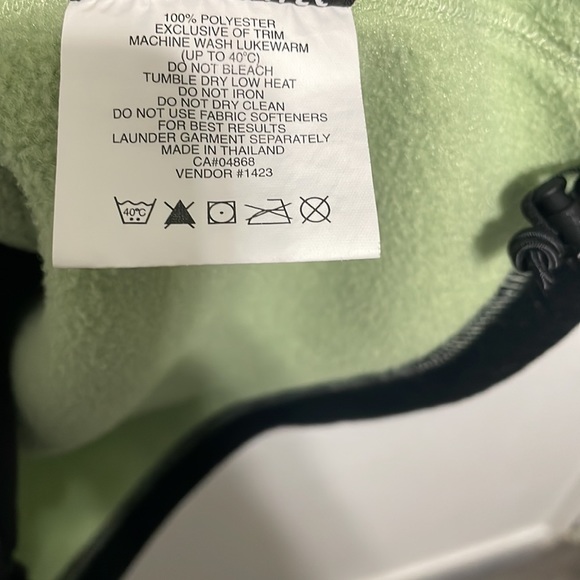 100% POLYESTER
EXCLUSIVE OF TRIM
MACHINE WASH LUKEWARM
(UP TO 40°C)
DO NOT BLEACH
TUMBLE DRY LOW HEAT
DO NOT IRON
DO NOT DRY CLEAN
DO NOT USE FABRIC SOFTENERS
FOR BEST RESULTS
LAUNDER GARMENT SEPARATELY
MADE IN THAILAND
CA#04868
VENDOR #1423
40°C